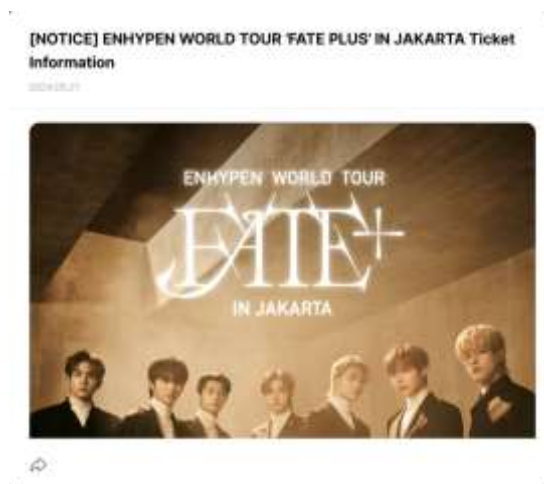 [NOTICE] ENHYPEN WORLD TOUR 'FATE PLUS' IN JAKARTA Ticket
Information
ENHYPEN WORLD TOUR
FATE+
IN JAKARTA